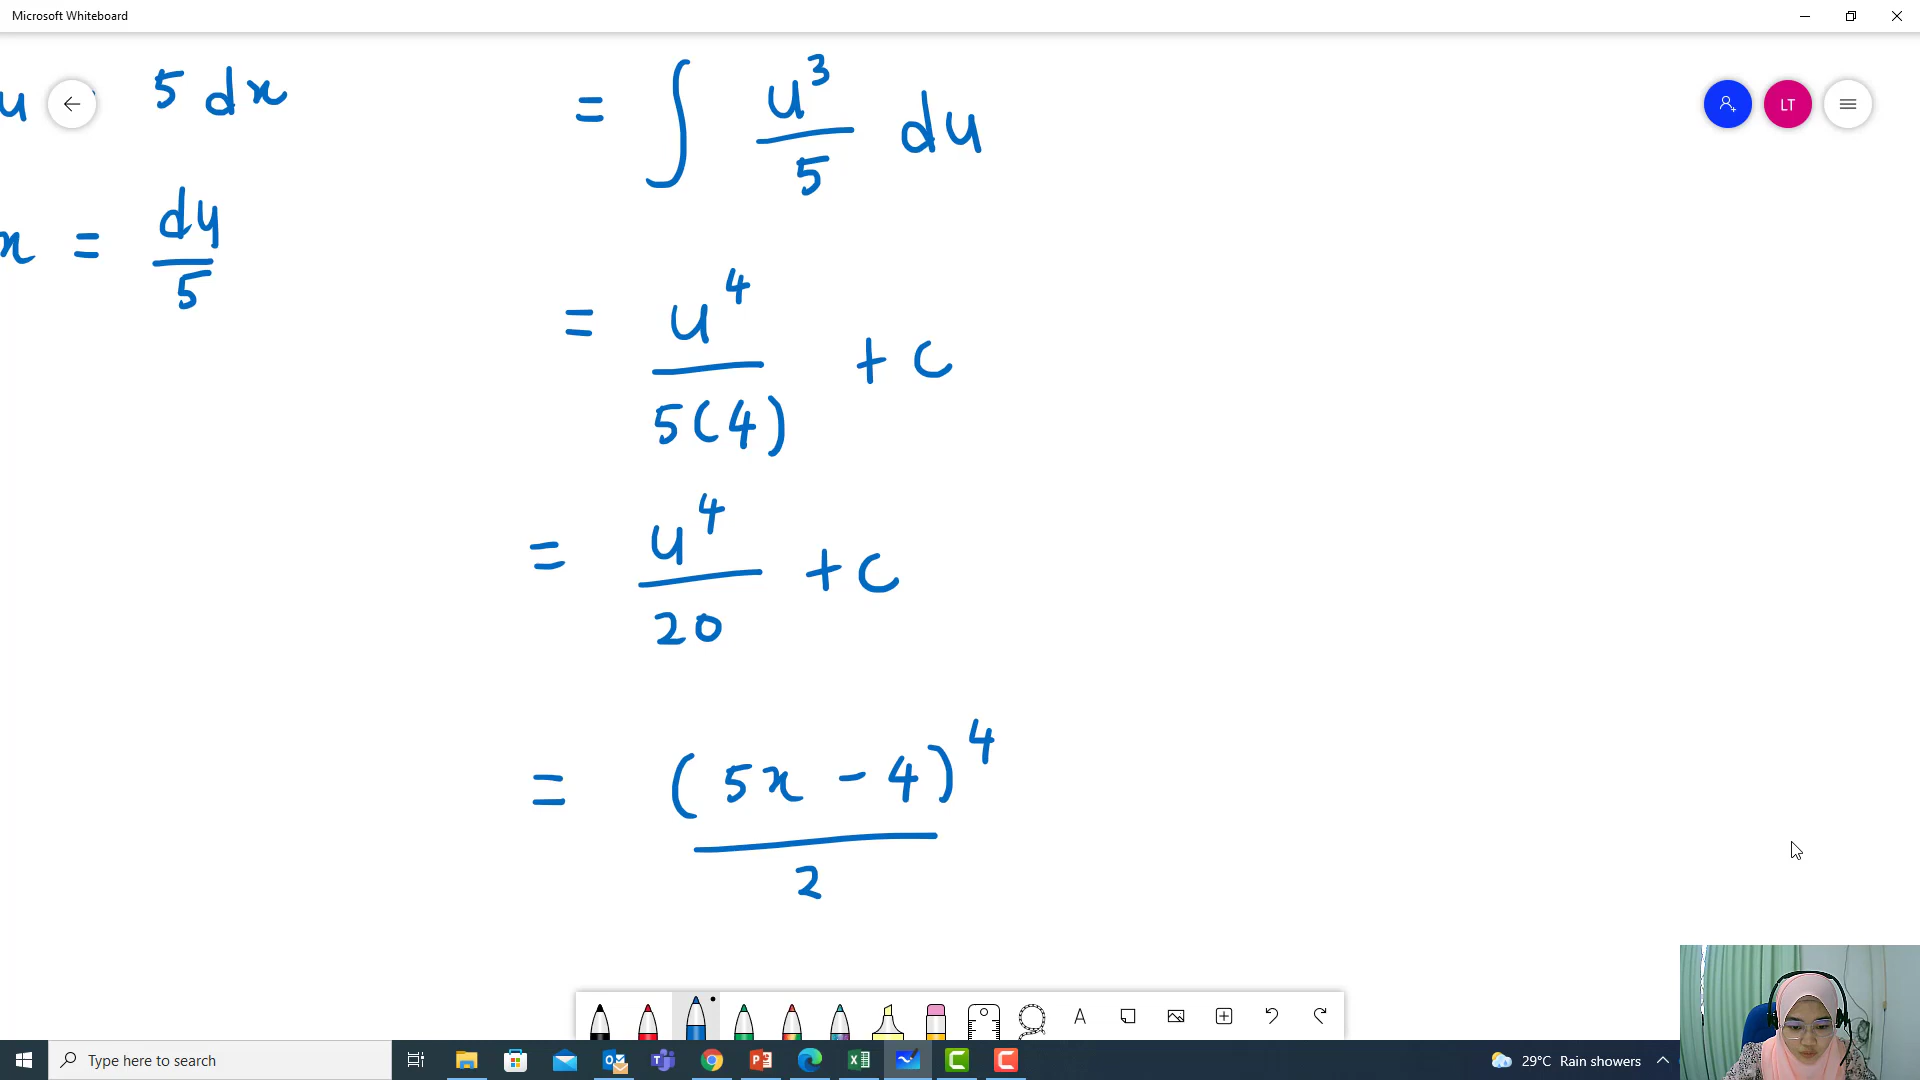 Microsoft Whiteboard
u 5 dx
= ∫ u³/5 du
LT
x = du/5
= u⁴/5(4) + c
= u⁴/20 + c
= (5x - 4)⁴/2
A
Type here to search
29°C Rain showers